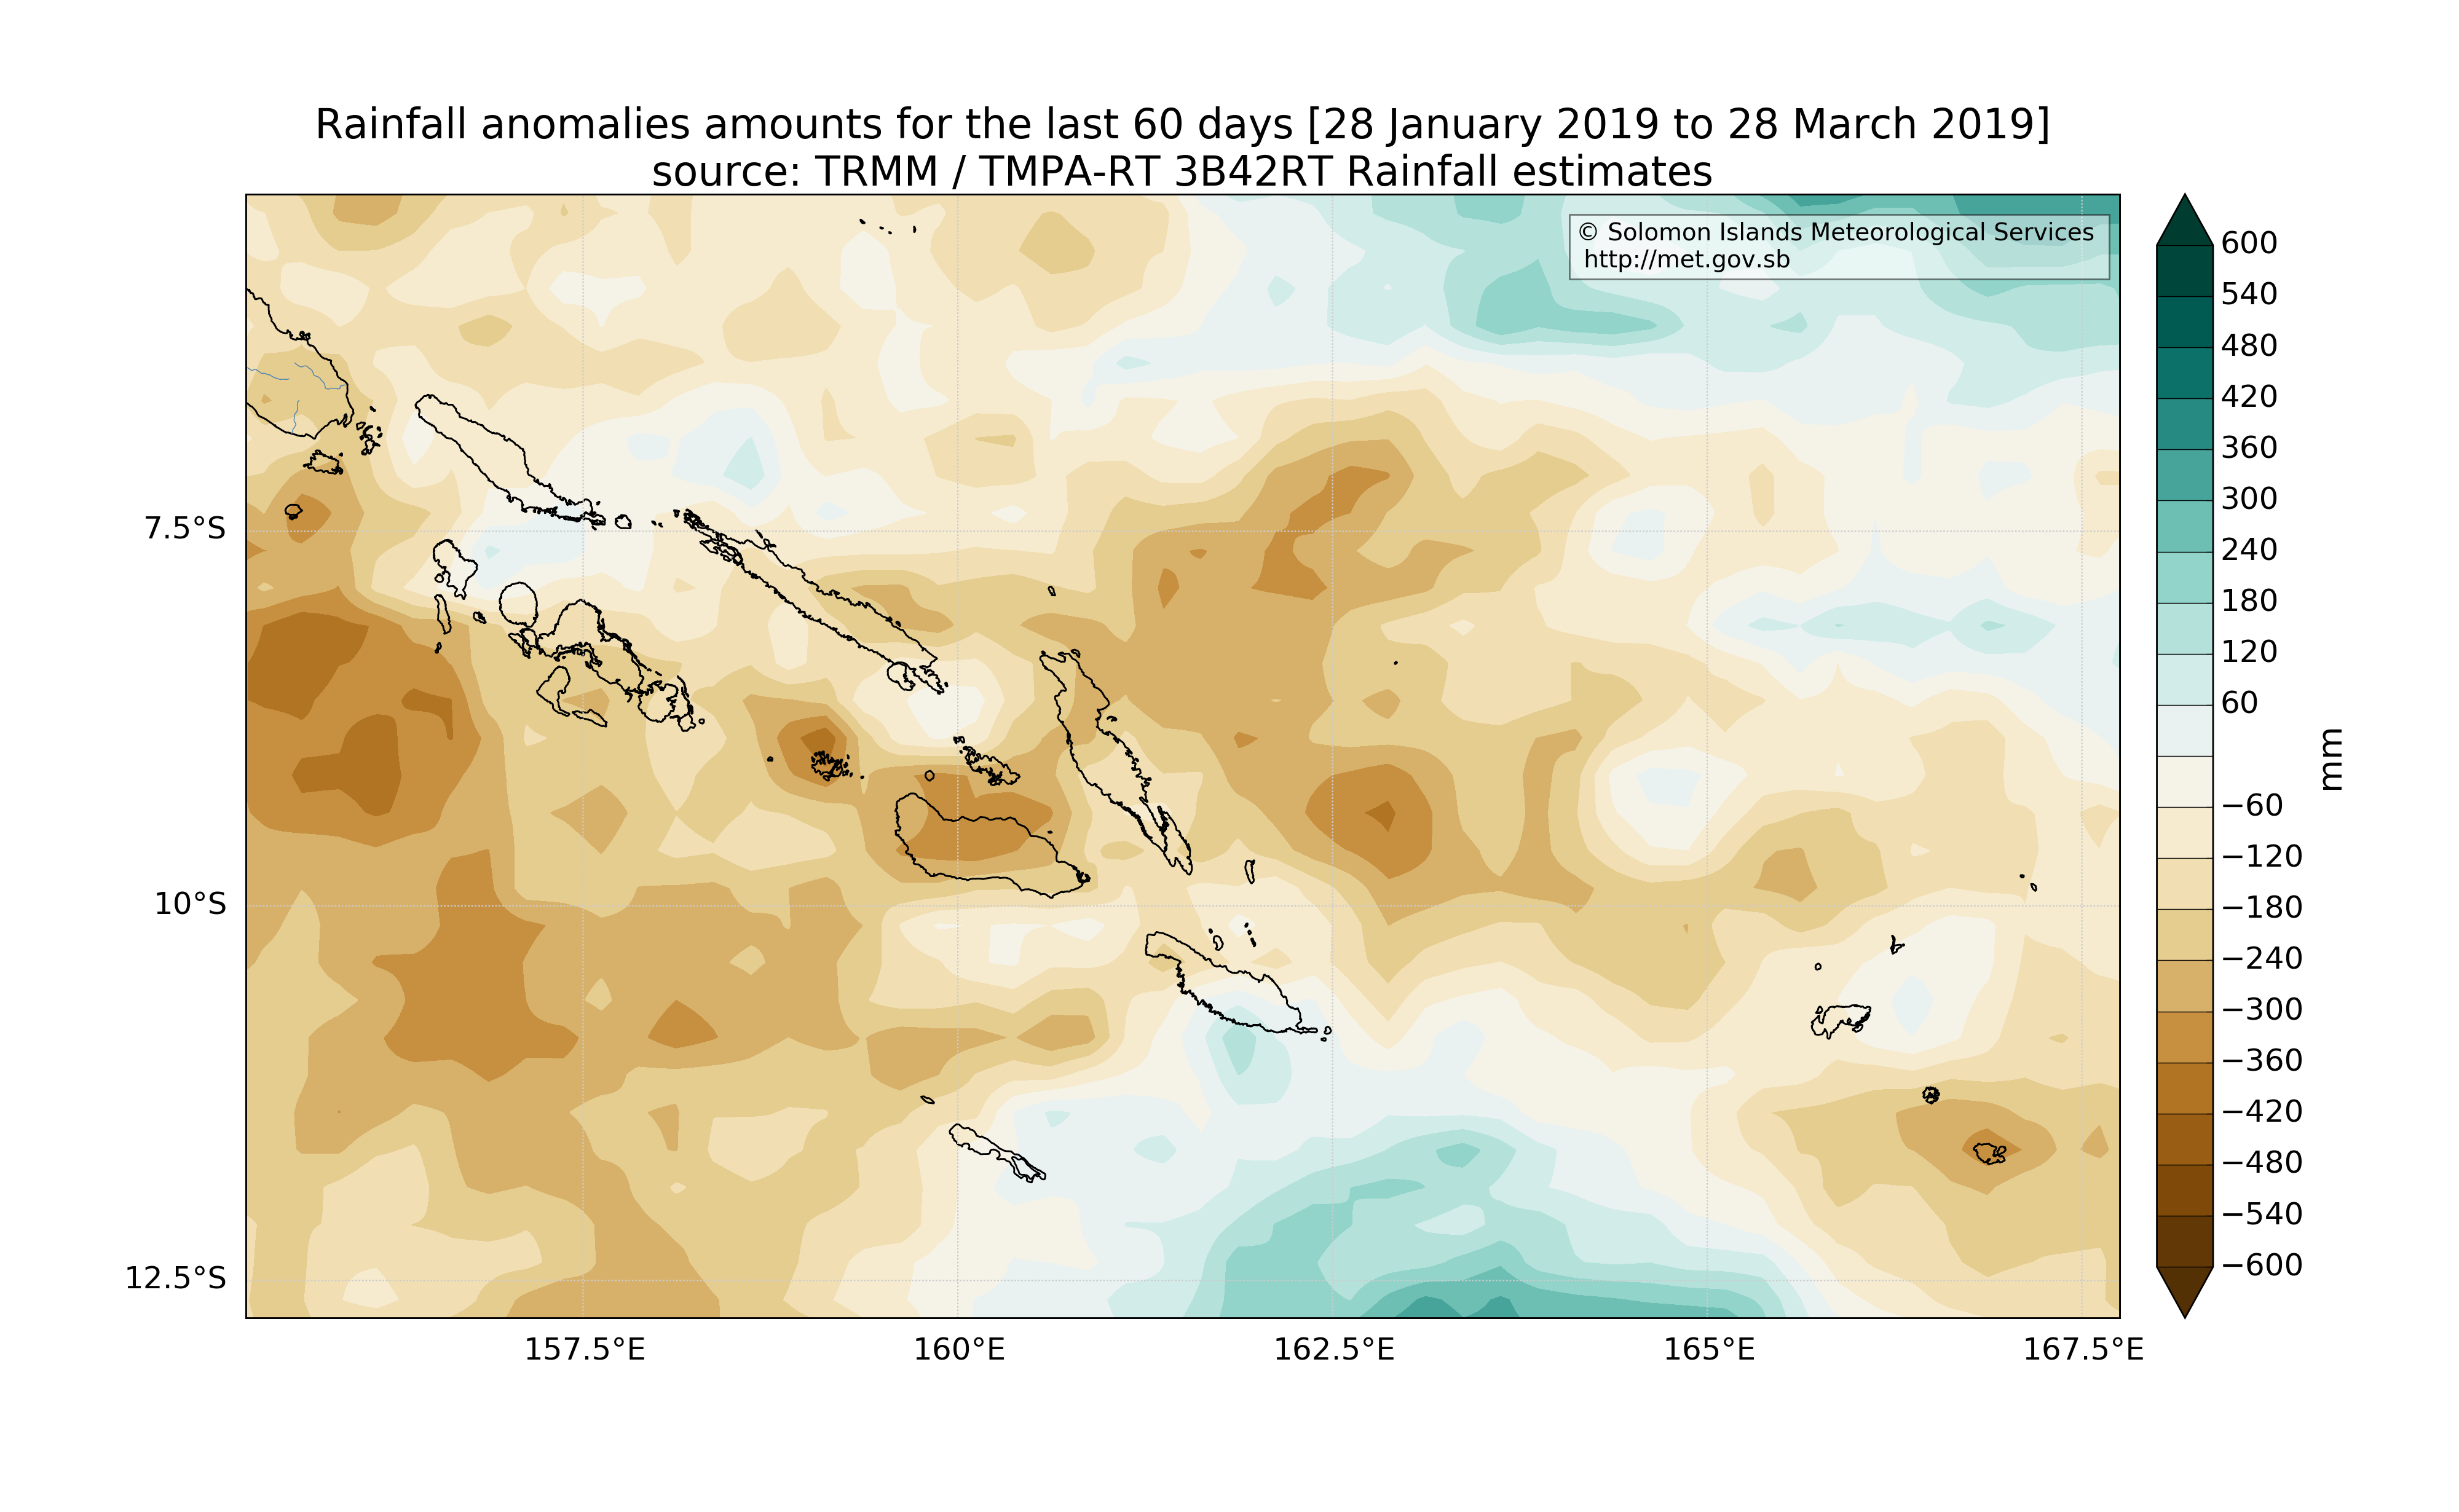 Rainfall anomalies amounts for the last 60 days [28 January 2019 to 28 March 2019]
source: TRMM / TMPA-RT 3B42RT Rainfall estimates
© Solomon Islands Meteorological Services
http://met.gov.sb
7.5°S
10°S
12.5°S
157.5°E
160°E
162.5°E
165°E
167.5°E
600
540
480
420
360
300
240
180
120
60
−60
−120
−180
−240
−300
−360
−420
−480
−540
−600
mm